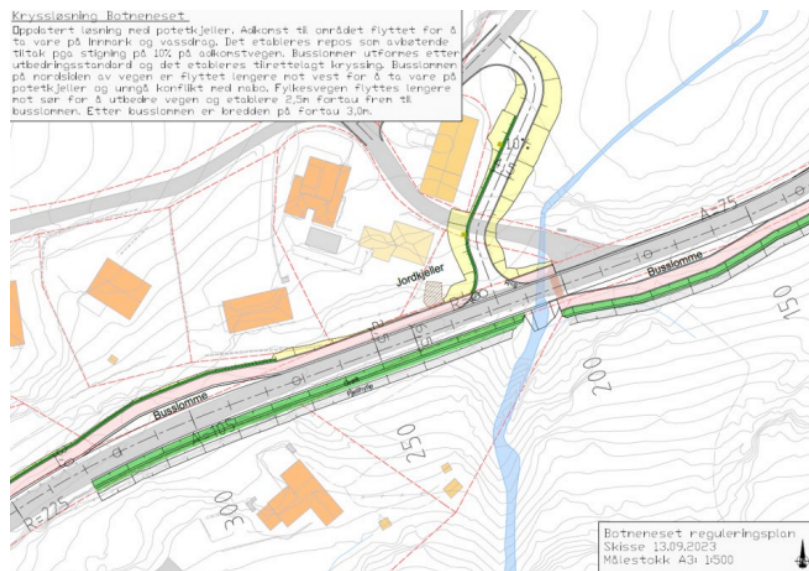 Kryssløsning Botneneset
Oppdatert løsning med potetkjeller. Adkomst til området flyttet for å
ta vare på Innmark og vassdrag. Det etableres repos som avbøtende
tiltak pga stigning på 10% på adkomstvegen. Busslommer utformes etter
utbedringsstandard og det etableres tilrettelagt kryssing. Busslommen
på nordsiden av vegen er flyttet lengere mot vest for å ta vare på
potetkjeller og unngå konflikt med nabo. Fylkesvegen flyttes lengere
mot sør for å utbedre vegen og etablere 2,5m fortau frem til
busslommen. Etter busslommen er bredden på fortau 3,0m.
10%
A=75
Busslomme
Jordkjeller
150
200
2,5
6,5
Busslomme
A=105
250
300
R=225
Botneneset reguleringsplan
Skisse 13.09.2023
Målestokk A3: 1:500